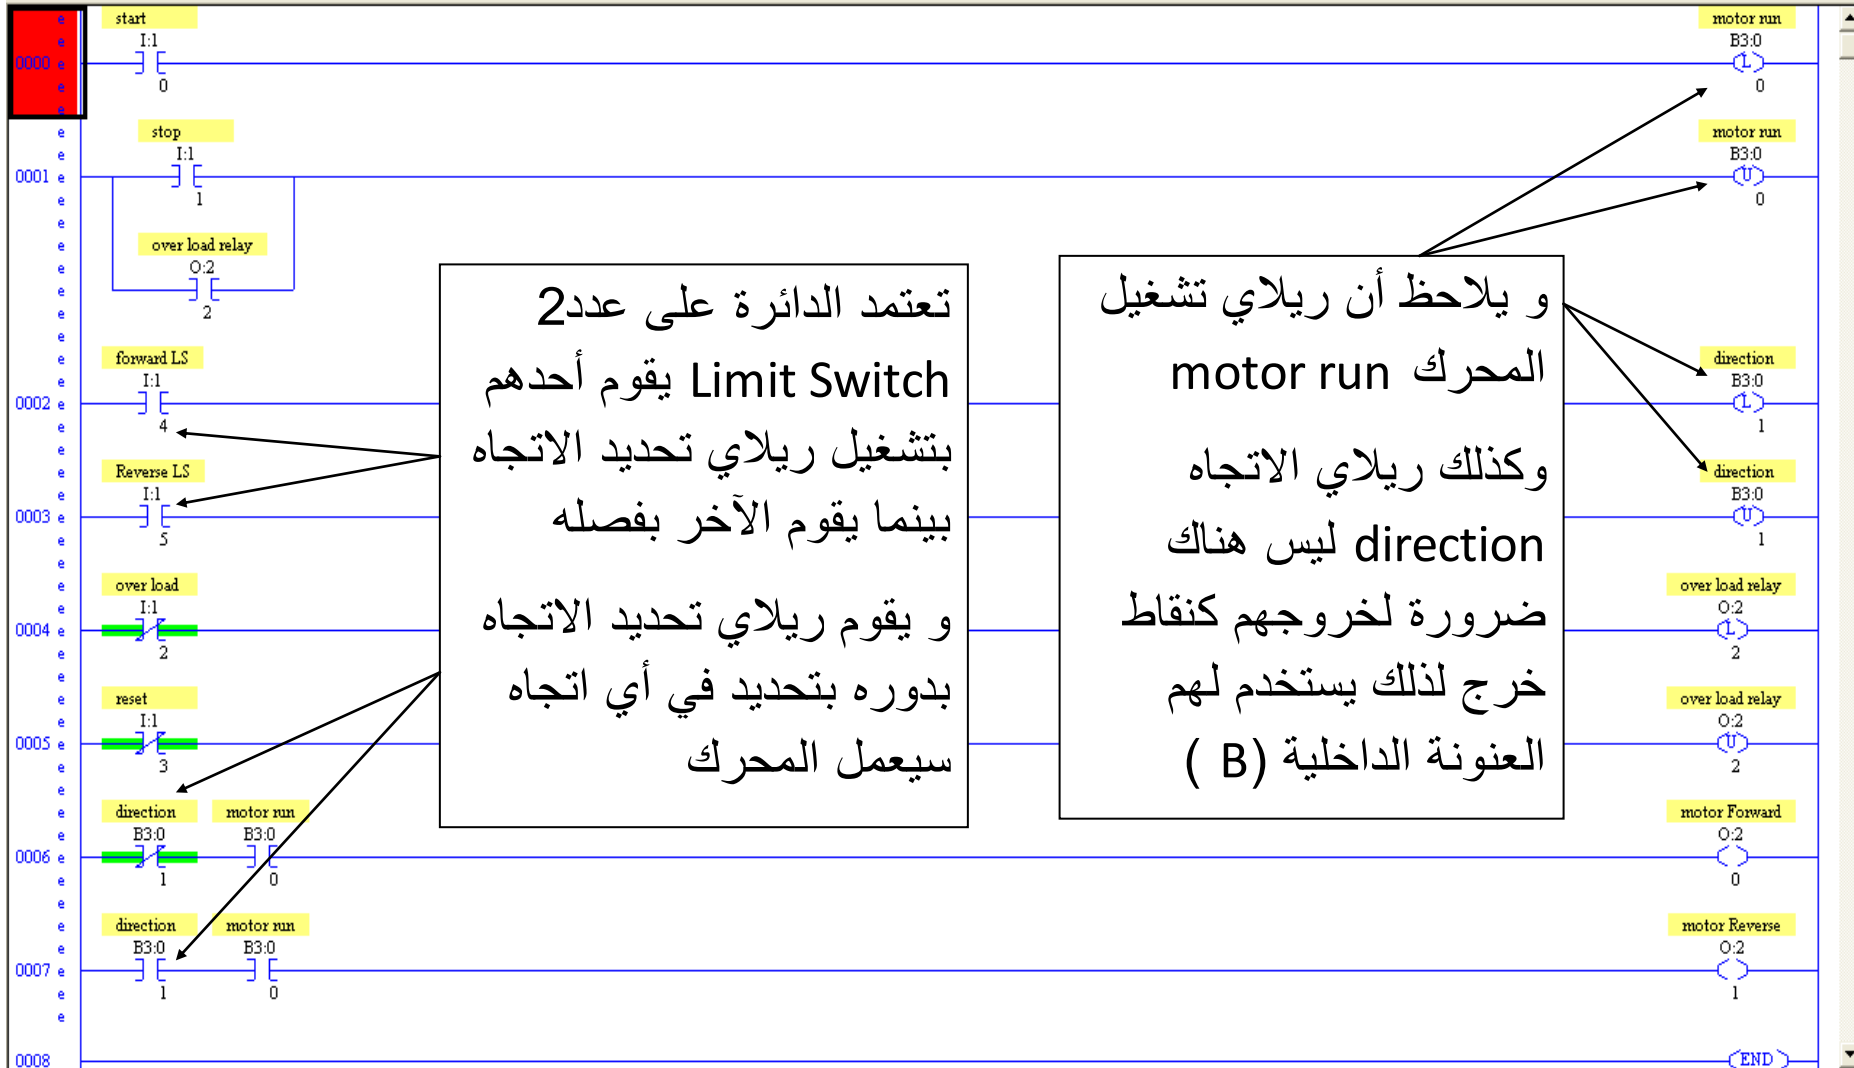 start
I:1
0
motor run
B3:0
L
0
0000
stop
I:1
1
motor run
B3:0
U
0
0001
over load relay
O:2
2
forward LS
I:1
4
direction
B3:0
L
1
0002
Reverse LS
I:1
5
direction
B3:0
U
1
0003
over load
I:1
2
over load relay
O:2
L
2
0004
reset
I:1
3
over load relay
O:2
U
2
0005
direction
B3:0
1
motor run
B3:0
0
motor Forward
O:2
0
0006
direction
B3:0
1
motor run
B3:0
0
motor Reverse
O:2
1
0007
0008
END
و يلاحظ أن ريلاي تشغيل
المحرك motor run
وكذلك ريلاي الاتجاه
direction ليس هناك
ضرورة لخروجهم كنقاط
خرج لذلك يستخدم لهم
العنونة الداخلية (B )
تعتمد الدائرة على عدد2
Limit Switch يقوم أحدهم
بتشغيل ريلاي تحديد الاتجاه
بينما يقوم الآخر بفصله
و يقوم ريلاي تحديد الاتجاه
بدوره بتحديد في أي اتجاه
سيعمل المحرك